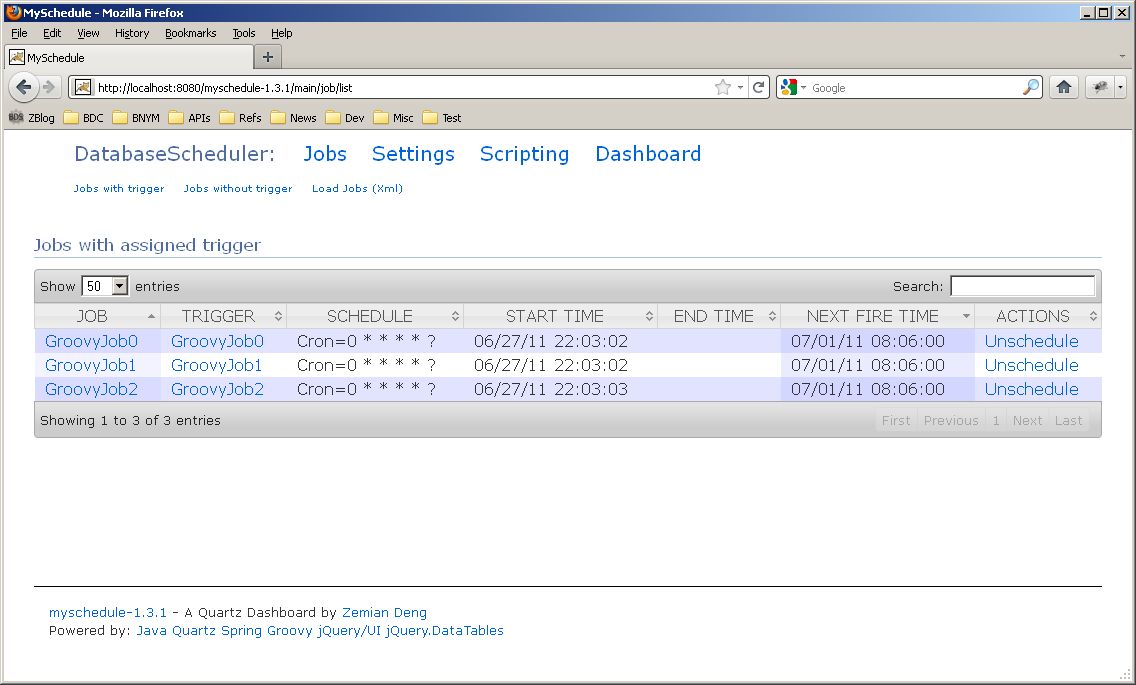 MySchedule - Mozilla Firefox
File Edit View History Bookmarks Tools Help
MySchedule
http://localhost:8080/myschedule-1.3.1/main/job/list Google
BDS ZBlog BDC BNYM APIs Refs News Dev Misc Test
DatabaseScheduler: Jobs Settings Scripting Dashboard
Jobs with trigger Jobs without trigger Load Jobs (Xml)
Jobs with assigned trigger
Show 50 entries Search:
JOB TRIGGER SCHEDULE START TIME END TIME NEXT FIRE TIME ACTIONS
GroovyJob0 GroovyJob0 Cron=0 * * * * ? 06/27/11 22:03:02 07/01/11 08:06:00 Unschedule
GroovyJob1 GroovyJob1 Cron=0 * * * * ? 06/27/11 22:03:02 07/01/11 08:06:00 Unschedule
GroovyJob2 GroovyJob2 Cron=0 * * * * ? 06/27/11 22:03:03 07/01/11 08:06:00 Unschedule
Showing 1 to 3 of 3 entries First Previous 1 Next Last
myschedule-1.3.1 - A Quartz Dashboard by Zemian Deng
Powered by: Java Quartz Spring Groovy jQuery/UI jQuery.DataTables